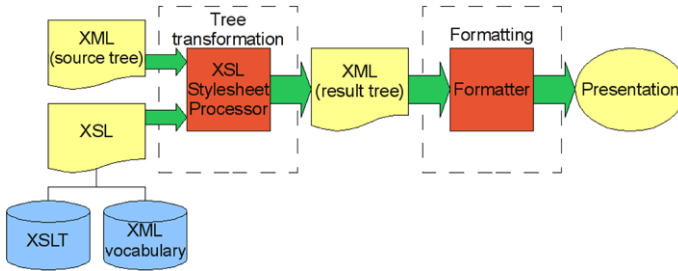 Tree
transformation
Formatting
XML
(source tree)
XSL
Stylesheet
Processor
XML
(result tree)
Formatter
Presentation
XSL
XSLT
XML
vocabulary